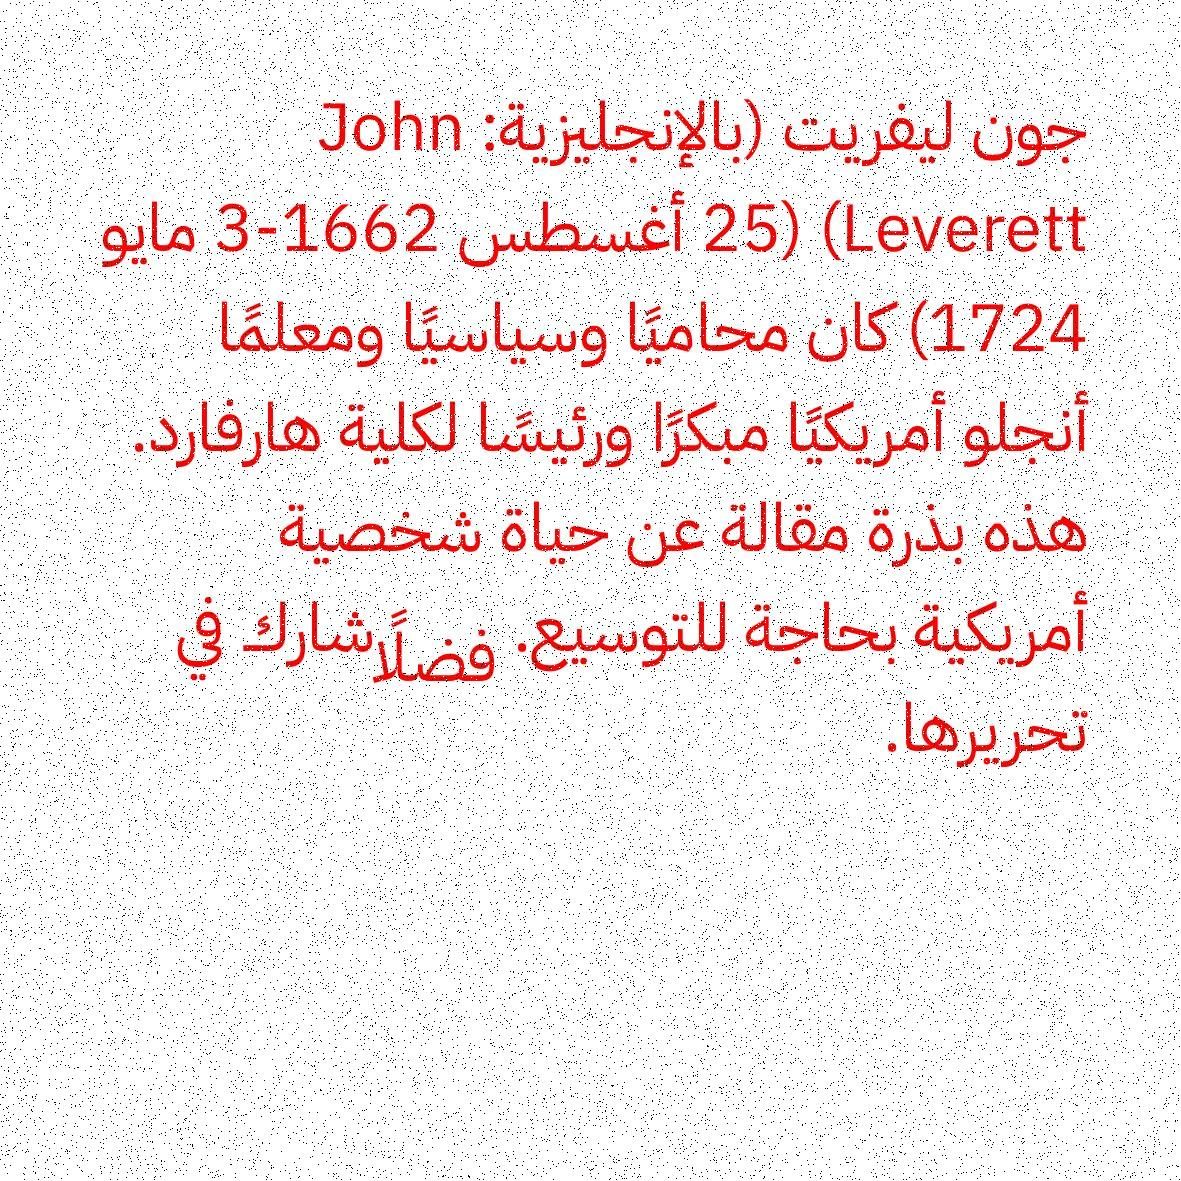 جون ليفريت (بالإنجليزية: John
Leverett) (25 أغسطس 1662-3 مايو
1724) كان محاميًا وسياسيًا ومعلمًا
أنجلو أمريكيًا مبكرًا ورئيسًا لكلية هارفارد.
هذه بذرة مقالة عن حياة شخصية
أمريكية بحاجة للتوسيع. فضلًا شارك في
تحريرها.